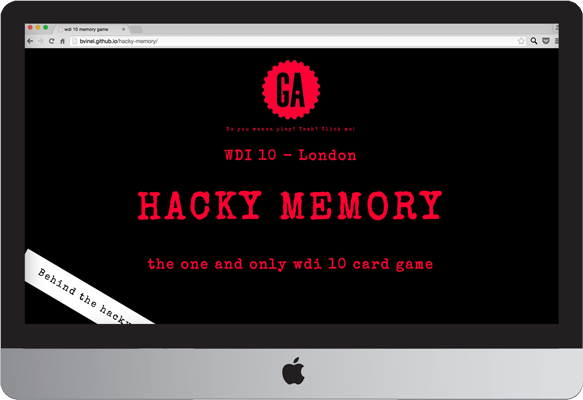 wdi 10 memory game
bvinel.github.io/hacky-memory/
GA
Do you wanna play? Yeah? Click me!
WDI 10 - London
HACKY MEMORY
the one and only wdi 10 card game
Behind the hacky